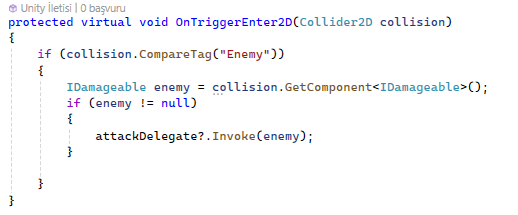 Unity İletisi | 0 başvuru
protected virtual void OnTriggerEnter2D(Collider2D collision)
{
    if (collision.CompareTag("Enemy"))
    {
        IDamageable enemy = collision.GetComponent<IDamageable>();
        if (enemy != null)
        {
            attackDelegate?.Invoke(enemy);
        }
    }
}